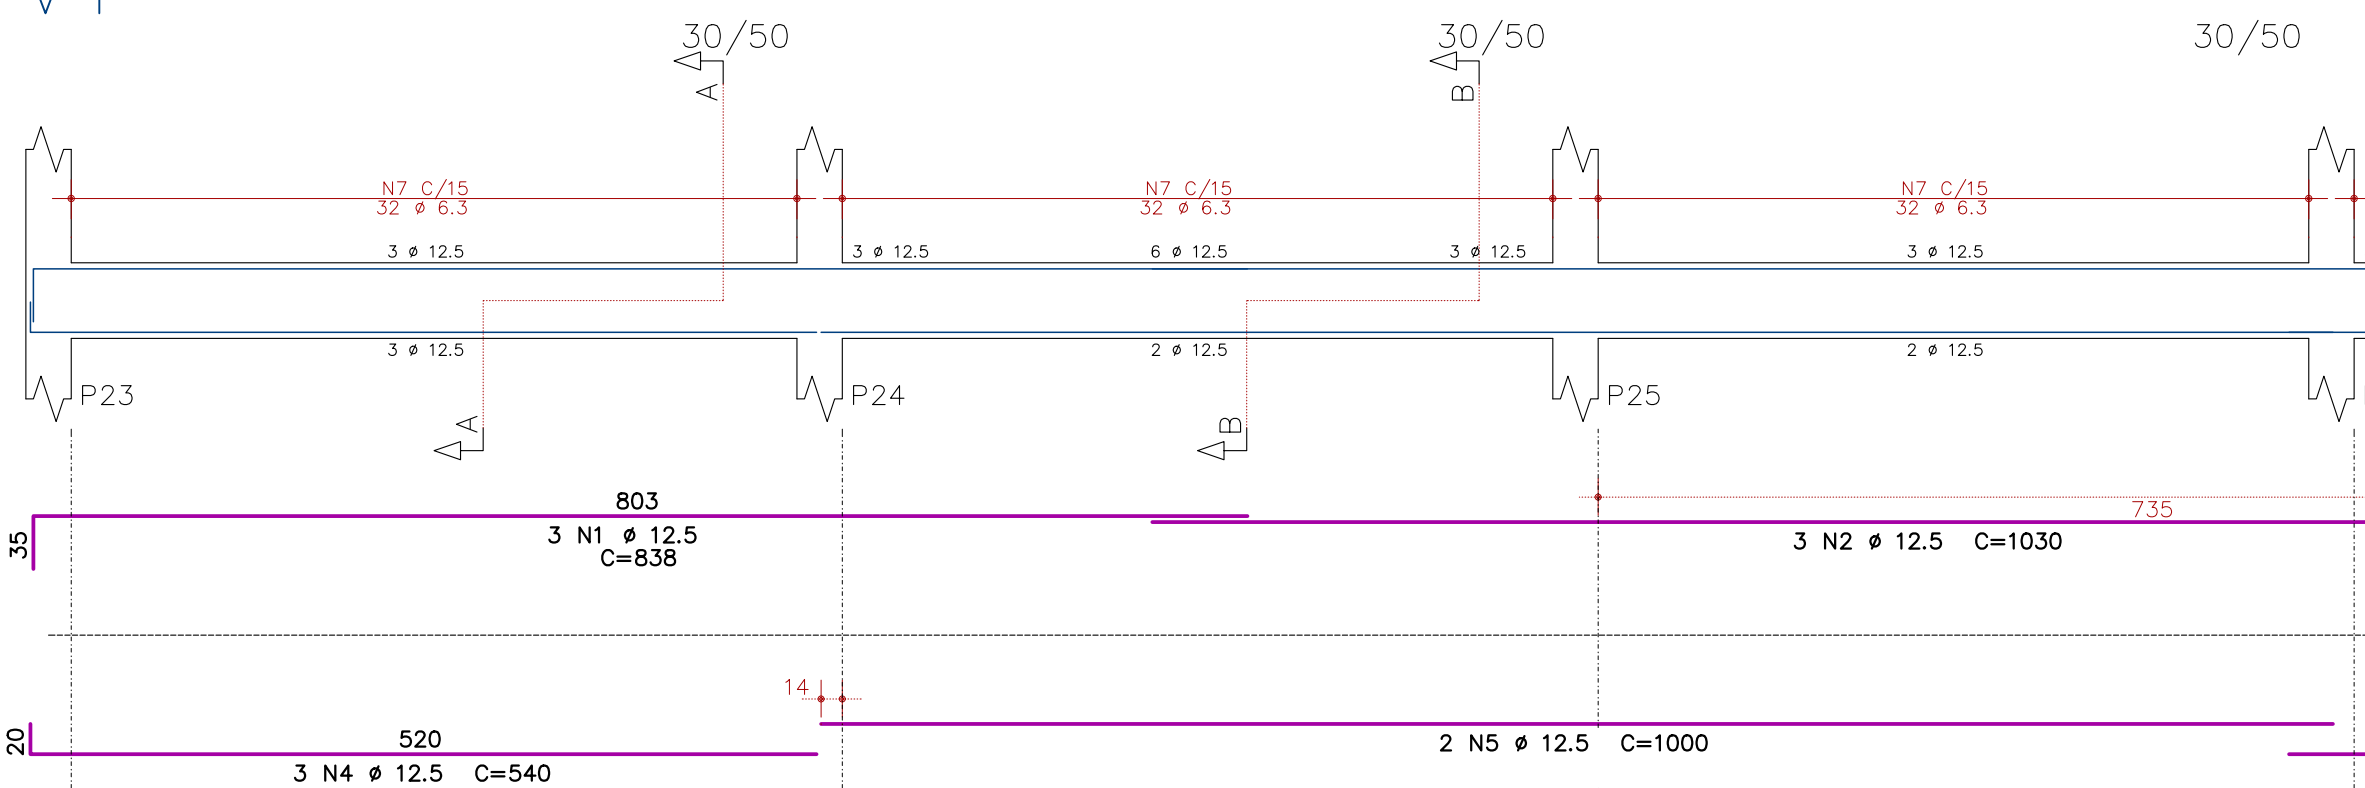 30/50 30/50 30/50
A B
N7 C/15 N7 C/15 N7 C/15
32 ø 6.3 32 ø 6.3 32 ø 6.3
3 ø 12.5 3 ø 12.5 6 ø 12.5 3 ø 12.5 3 ø 12.5
3 ø 12.5 2 ø 12.5 2 ø 12.5
P23 P24 P25
A B
803
735
35
3 N1 ø 12.5
3 N2 ø 12.5 C=1030
C=838
14
20
520
2 N5 ø 12.5 C=1000
3 N4 ø 12.5 C=540